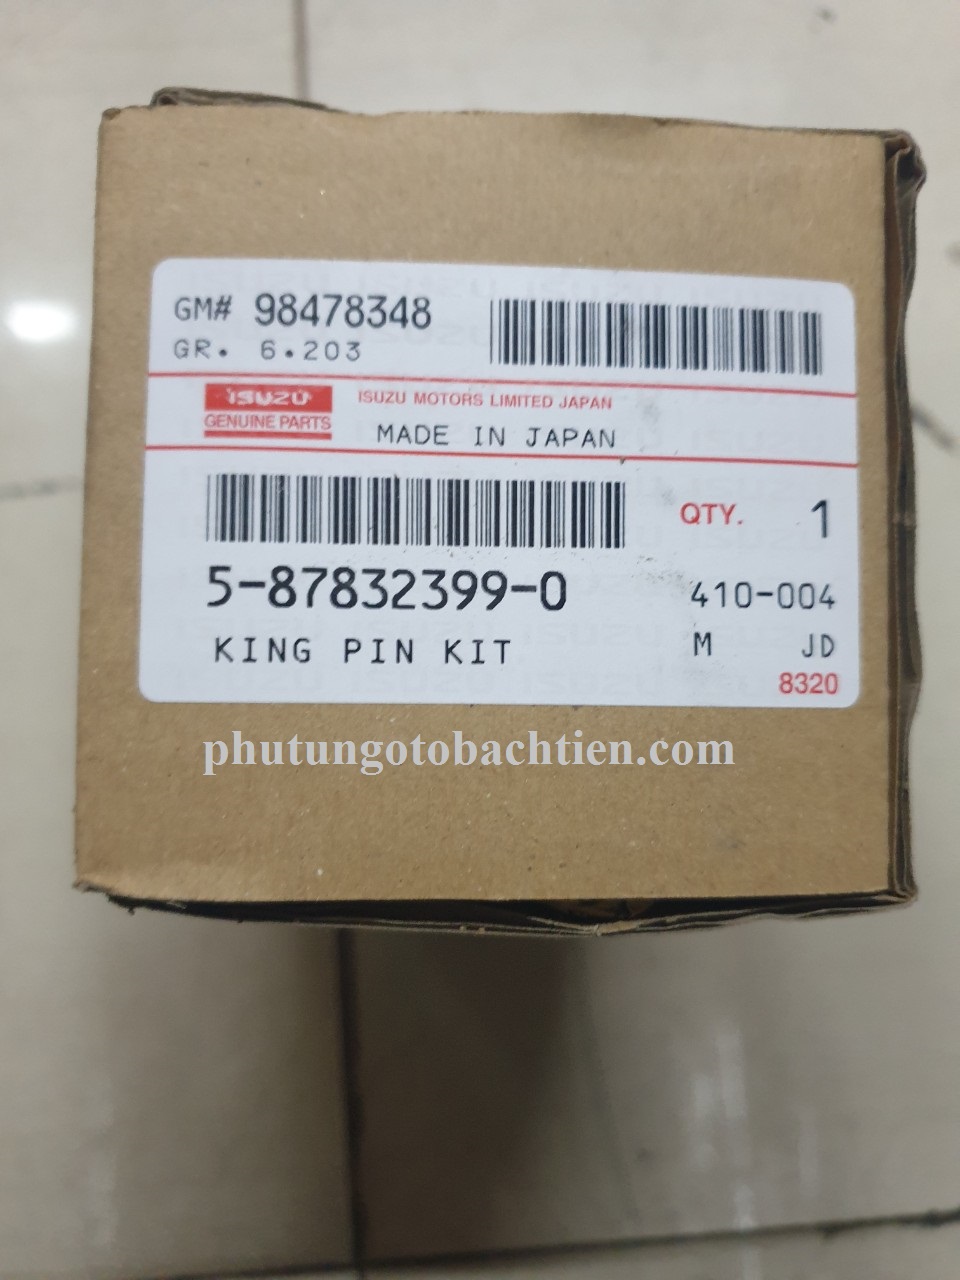 GM# 98478348
GR. 6.203
ISUZU
GENUINE PARTS
ISUZU MOTORS LIMITED JAPAN
MADE IN JAPAN
QTY. 1
5-87832399-0
410-004
KING PIN KIT
M JD
8320
phutungotobachtien.com